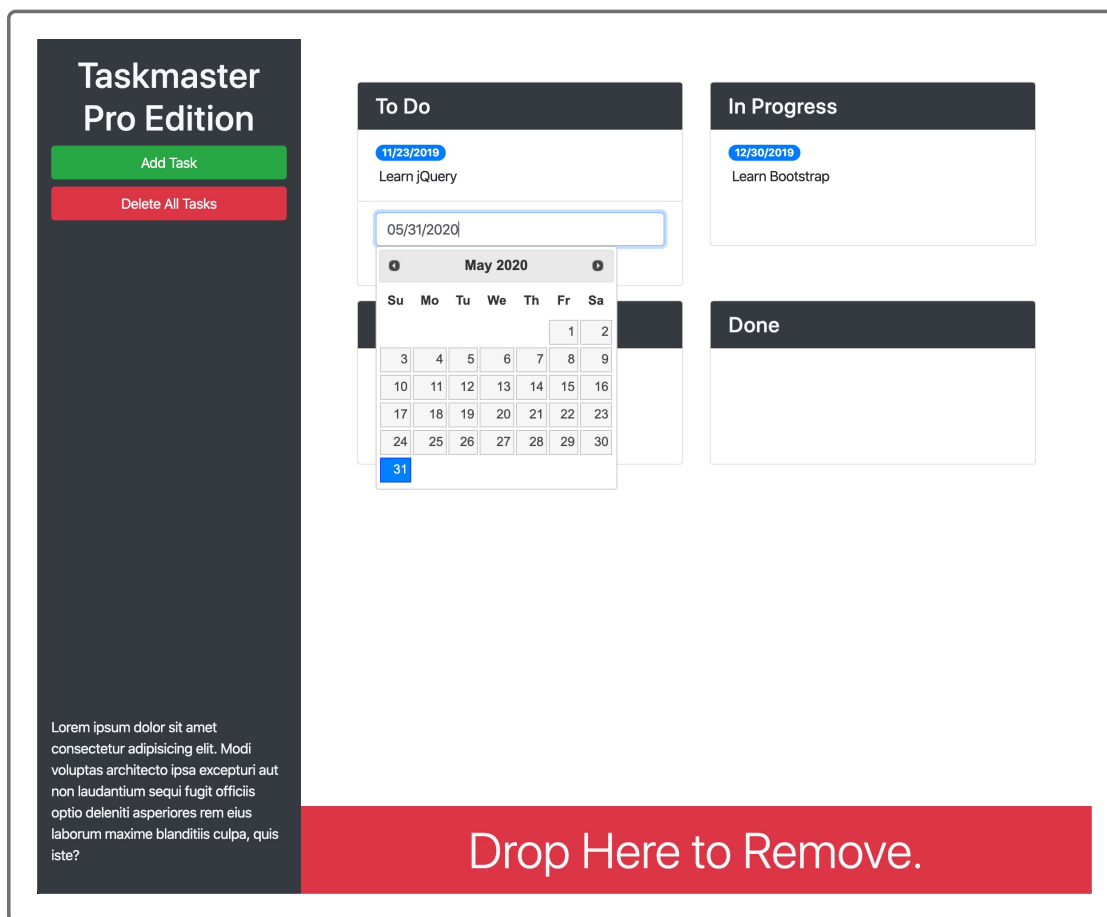 Taskmaster
Pro Edition
Add Task
Delete All Tasks
Lorem ipsum dolor sit amet
consectetur adipisicing elit. Modi
voluptas architecto ipsa excepturi aut
non laudantium sequi fugit officiis
optio deleniti asperiores rem eius
laborum maxime blanditiis culpa, quis
iste?
To Do
11/23/2019
Learn jQuery
05/31/2020
May 2020
Su Mo Tu We Th Fr Sa
1 2
3 4 5 6 7 8 9
10 11 12 13 14 15 16
17 18 19 20 21 22 23
24 25 26 27 28 29 30
31
In Progress
12/30/2019
Learn Bootstrap
Done
Drop Here to Remove.